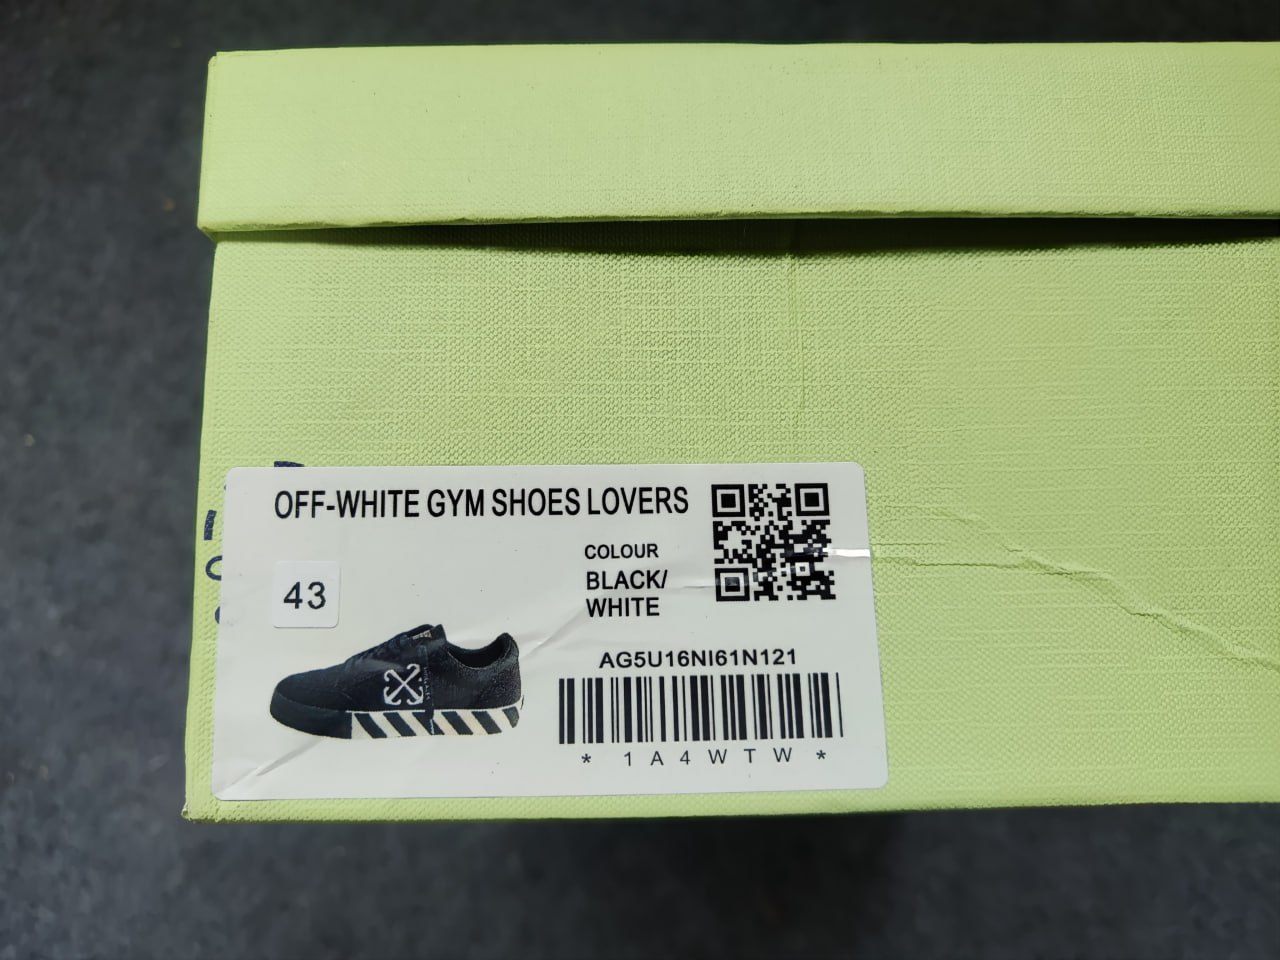 OFF-WHITE GYM SHOES LOVERS
COLOUR
BLACK/
WHITE
43
AG5U16NI61N121
* 1 A 4 W T W *